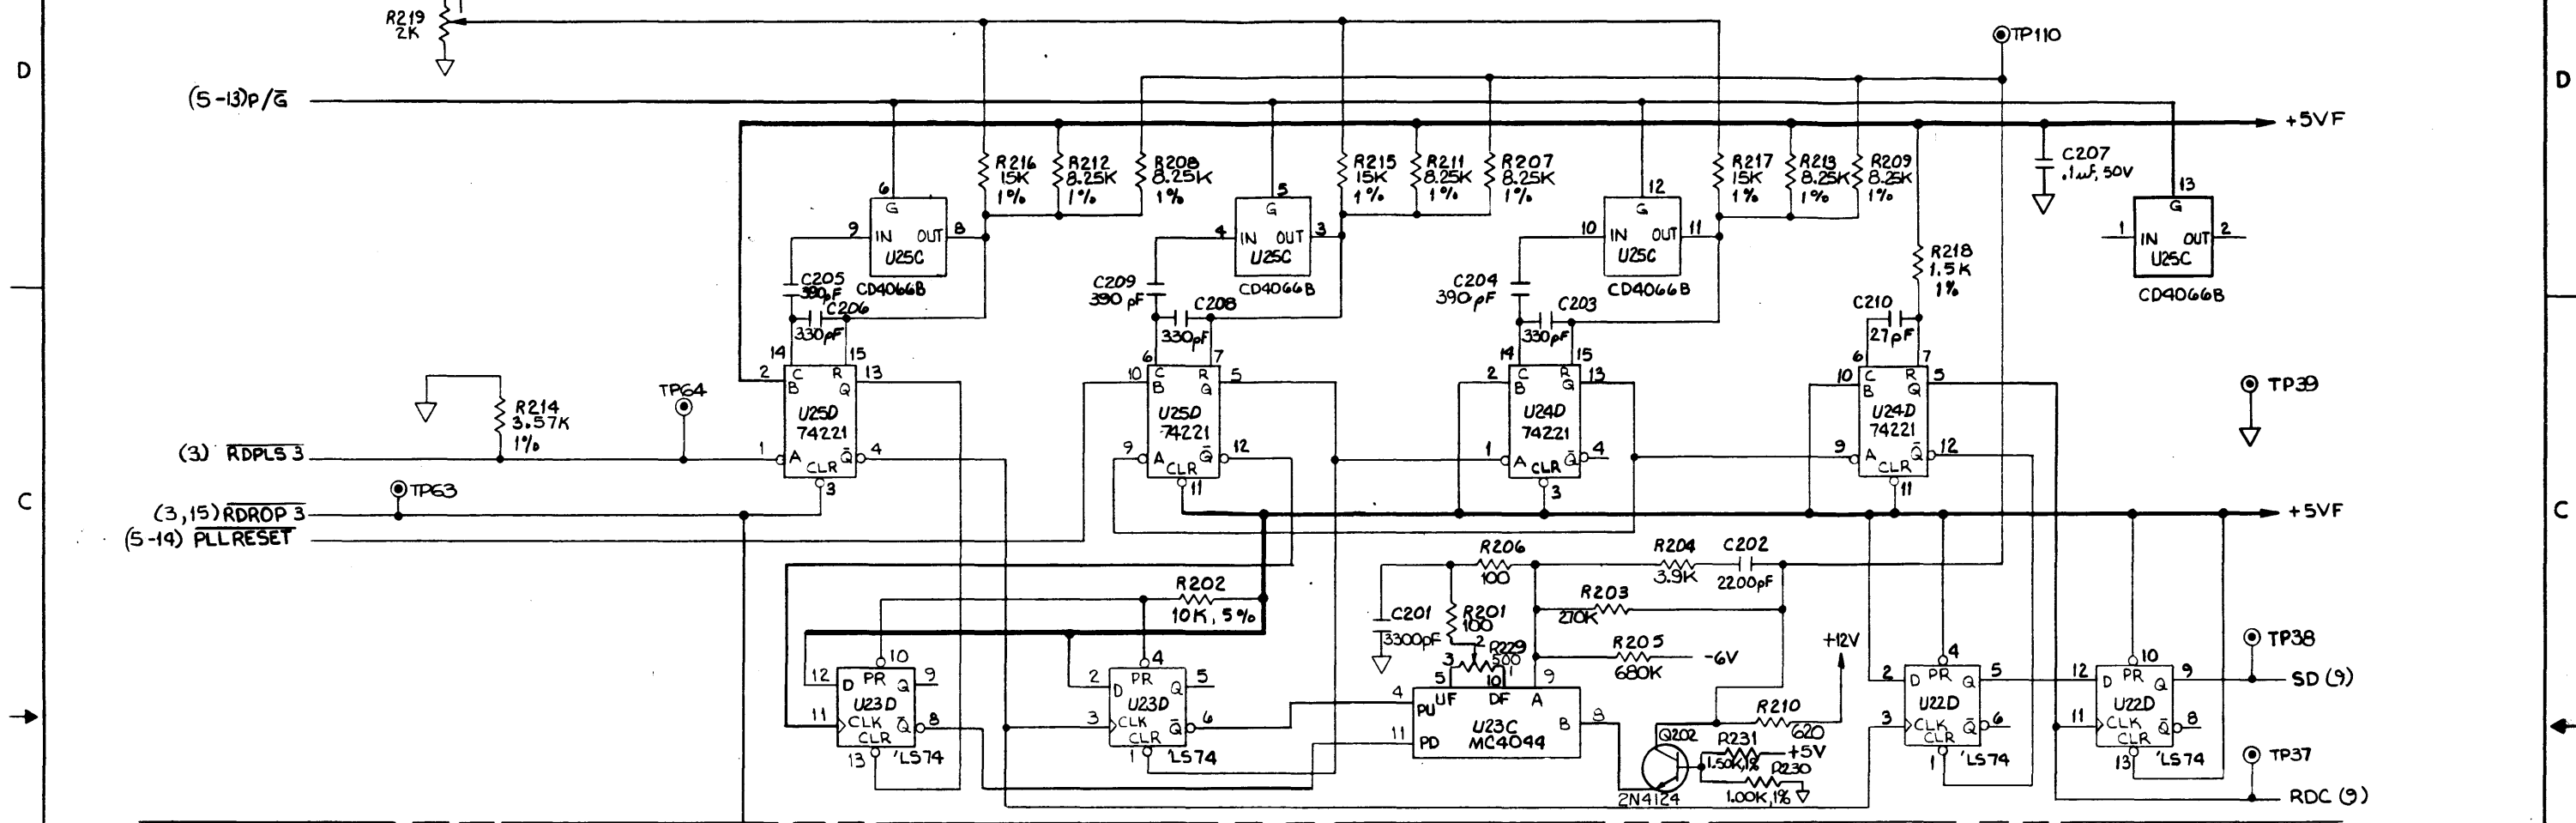 R219
2K
TP110
D
D
(5-13)P/G̅
+5VF
R216
15K
1%
R212
8.25K
1%
R208
8.25K
1%
R215
15K
1%
R211
8.25K
1%
R207
8.25K
1%
R217
15K
1%
R213
8.25K
1%
R209
8.25K
1%
C207
.1uF, 50V
6
G
9 IN OUT 8
U25C
CD4066B
5
G
4 IN OUT 3
U25C
CD4066B
12
G
10 IN OUT 11
U25C
CD4066B
13
G
1 IN OUT 2
U25C
CD4066B
R218
1.5K
1%
C205
390pF
C206
330pF
C209
390 pF
C208
330pF
C204
390pF
C203
330pF
C210
27pF
14 15
C R
2 B Q 13
U25D
74221
1 A Q̅ 4
CLR
3
6 7
C R
10 B Q 5
U25D
74221
9 A Q̅ 12
CLR
11
14 15
C R
2 B Q 13
U24D
74221
1 A Q̅ 4
CLR
3
6 7
C R
10 B Q 5
U24D
74221
9 A Q̅ 12
CLR
11
TP39
R214
3.57K
1%
TP64
(3) R̅D̅P̅L̅S̅ 3̅
TP63
C
C
(3,15) R̅D̅R̅O̅P̅ 3̅
(5-14) P̅L̅L̅R̅E̅S̅E̅T̅
+5VF
R206
100
R204
3.9K
C202
2200pF
R202
10K, 5%
C201
3300pF
R201
100
R203
270K
R205
680K
-6V
+12V
2
3 R229
500 1
10
12 D PR Q 9
U23D
11 CLK Q̅ 8
CLR
13 'LS74
4
2 D PR Q 5
U23D
3 CLK Q̅ 6
CLR
1 'LS74
5 10 9
UF DF A
4 PU
U23C
MC4044
11 PD
B 8
R210
620
Q202
2N4124
R231
1.50K,1%
+5V
R230
1.00K,1%
4
2 D PR Q 5
U22D
3 CLK Q̅ 6
CLR
1 'LS74
10
12 D PR Q 9
U22D
11 CLK Q̅ 8
CLR
13 'LS74
TP38
SD (9)
TP37
RDC (9)